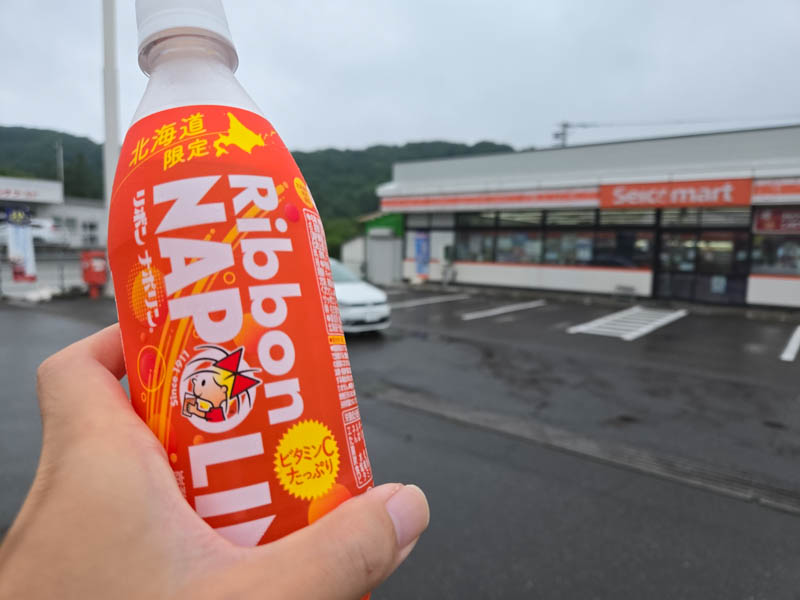 北海道
限定
リボン ナポリン
Ribbon
NAPOLIN
Since 1911
ビタミンC
たっぷり
Seicomart